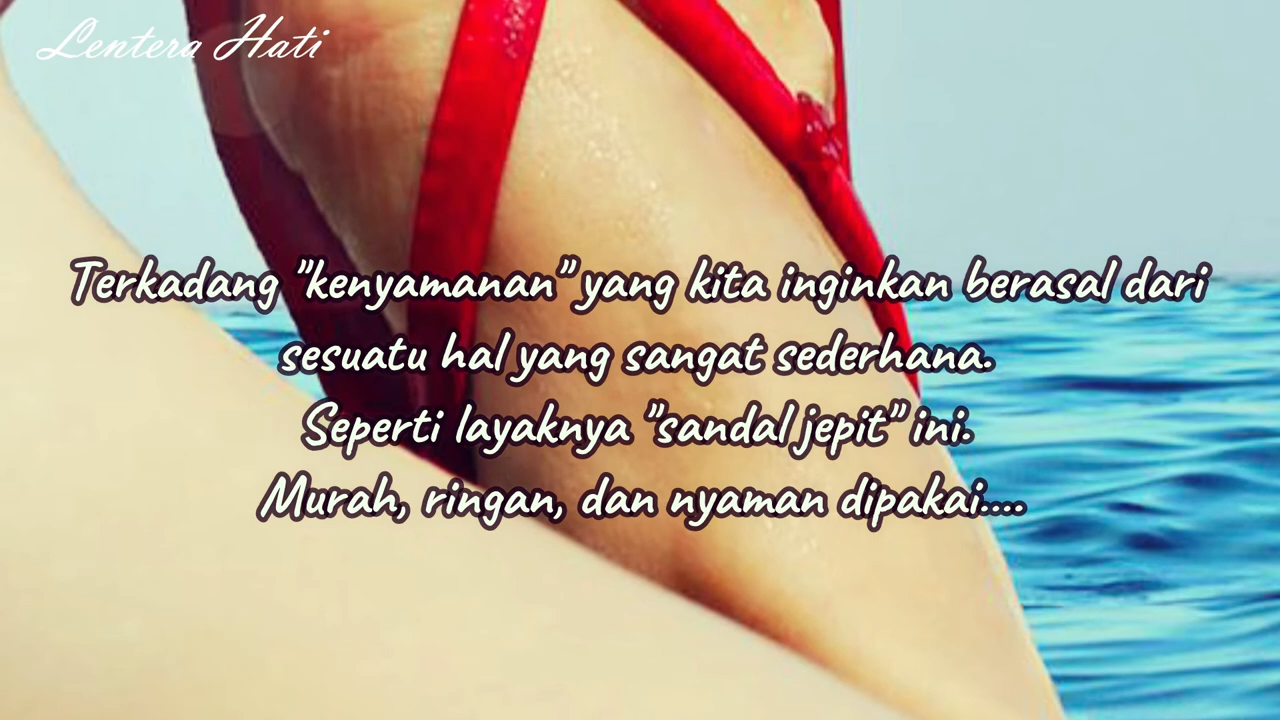 Lentera Hati
Terkadang "kenyamanan" yang kita inginkan berasal dari
sesuatu hal yang sangat sederhana.
Seperti layaknya "sandal jepit" ini.
Murah, ringan, dan nyaman dipakai....